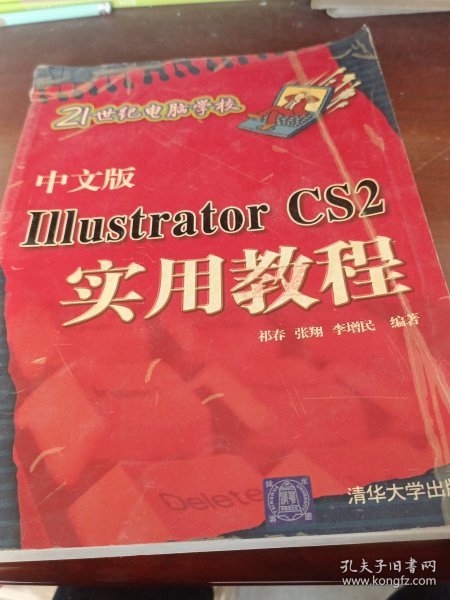 21世纪电脑学校
中文版
Illustrator CS2
实用教程
祁春 张翔 李增民 编著
Delete
清华大学出版
孔夫子旧书网
www.kongfz.com